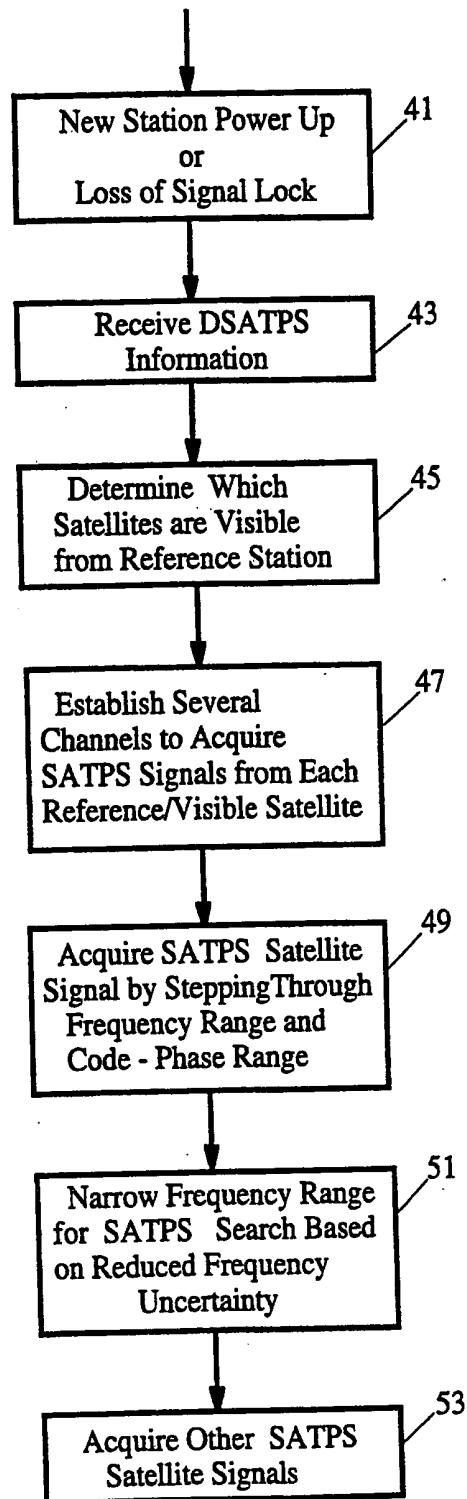 New Station Power Up
or
Loss of Signal Lock
41
Receive DSATPS
Information
43
Determine Which
Satellites are Visible
from Reference Station
45
Establish Several
Channels to Acquire
SATPS Signals from Each
Reference/Visible Satellite
47
Acquire SATPS Satellite
Signal by SteppingThrough
Frequency Range and
Code - Phase Range
49
Narrow Frequency Range
for SATPS Search Based
on Reduced Frequency
Uncertainty
51
Acquire Other SATPS
Satellite Signals
53